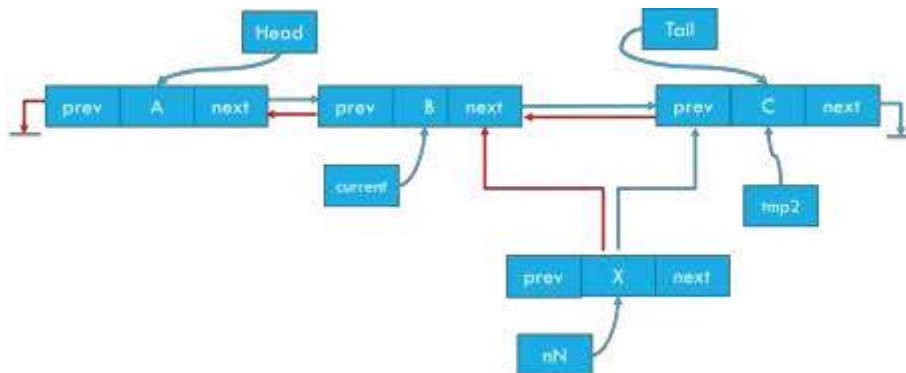 Head
Tail
prev A next
prev B next
prev C next
current
tmp2
prev X next
nN